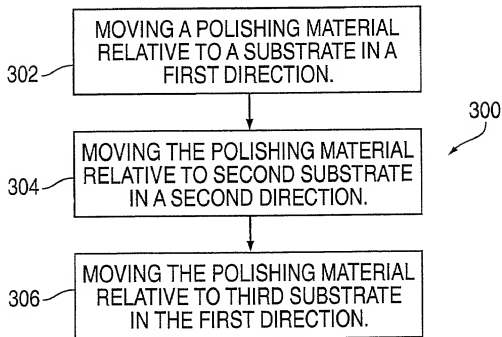 MOVING A POLISHING MATERIAL
RELATIVE TO A SUBSTRATE IN A
FIRST DIRECTION.
302
300
MOVING THE POLISHING MATERIAL
RELATIVE TO SECOND SUBSTRATE
IN A SECOND DIRECTION.
304
MOVING THE POLISHING MATERIAL
RELATIVE TO THIRD SUBSTRATE
IN THE FIRST DIRECTION.
306